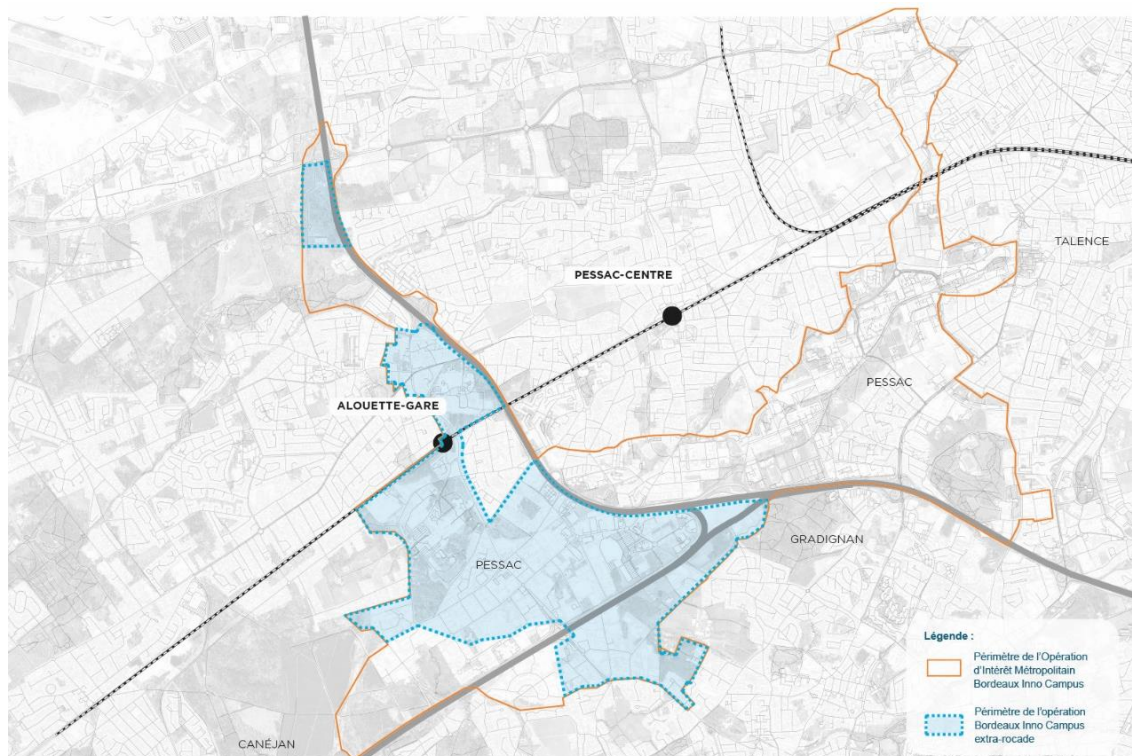 TALENCE
PESSAC-CENTRE
PESSAC
ALOUETTE-GARE
GRADIGNAN
PESSAC
CANÉJAN
Légende :
Périmètre de l'Opération
d'Intérêt Métropolitain
Bordeaux Inno Campus
Périmètre de l'opération
Bordeaux Inno Campus
extra-rocade